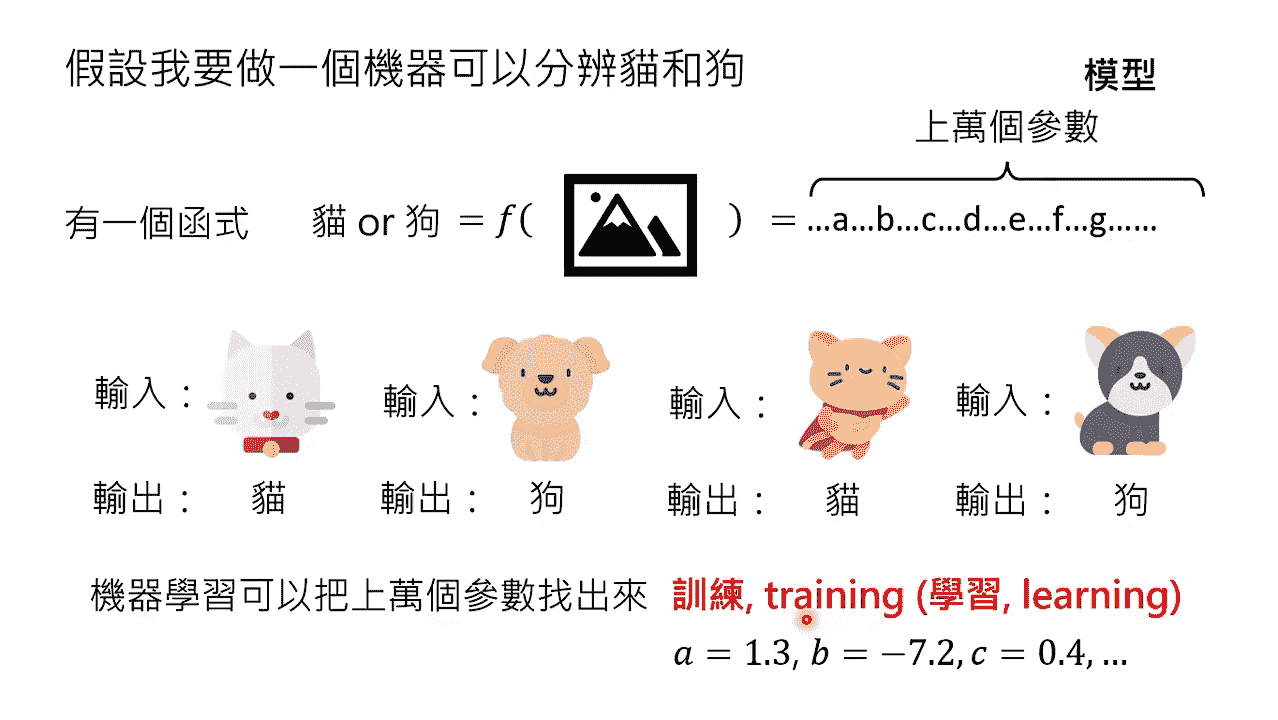 假設我要做一個機器可以分辨貓和狗
模型
上萬個參數
有一個函式 貓 or 狗 = f( ) = …a…b…c…d…e…f…g……
輸入： 輸入： 輸入： 輸入：
輸出： 貓 輸出： 狗 輸出： 貓 輸出： 狗
機器學習可以把上萬個參數找出來 訓練, training (學習, learning)
a = 1.3, b = −7.2, c = 0.4, …